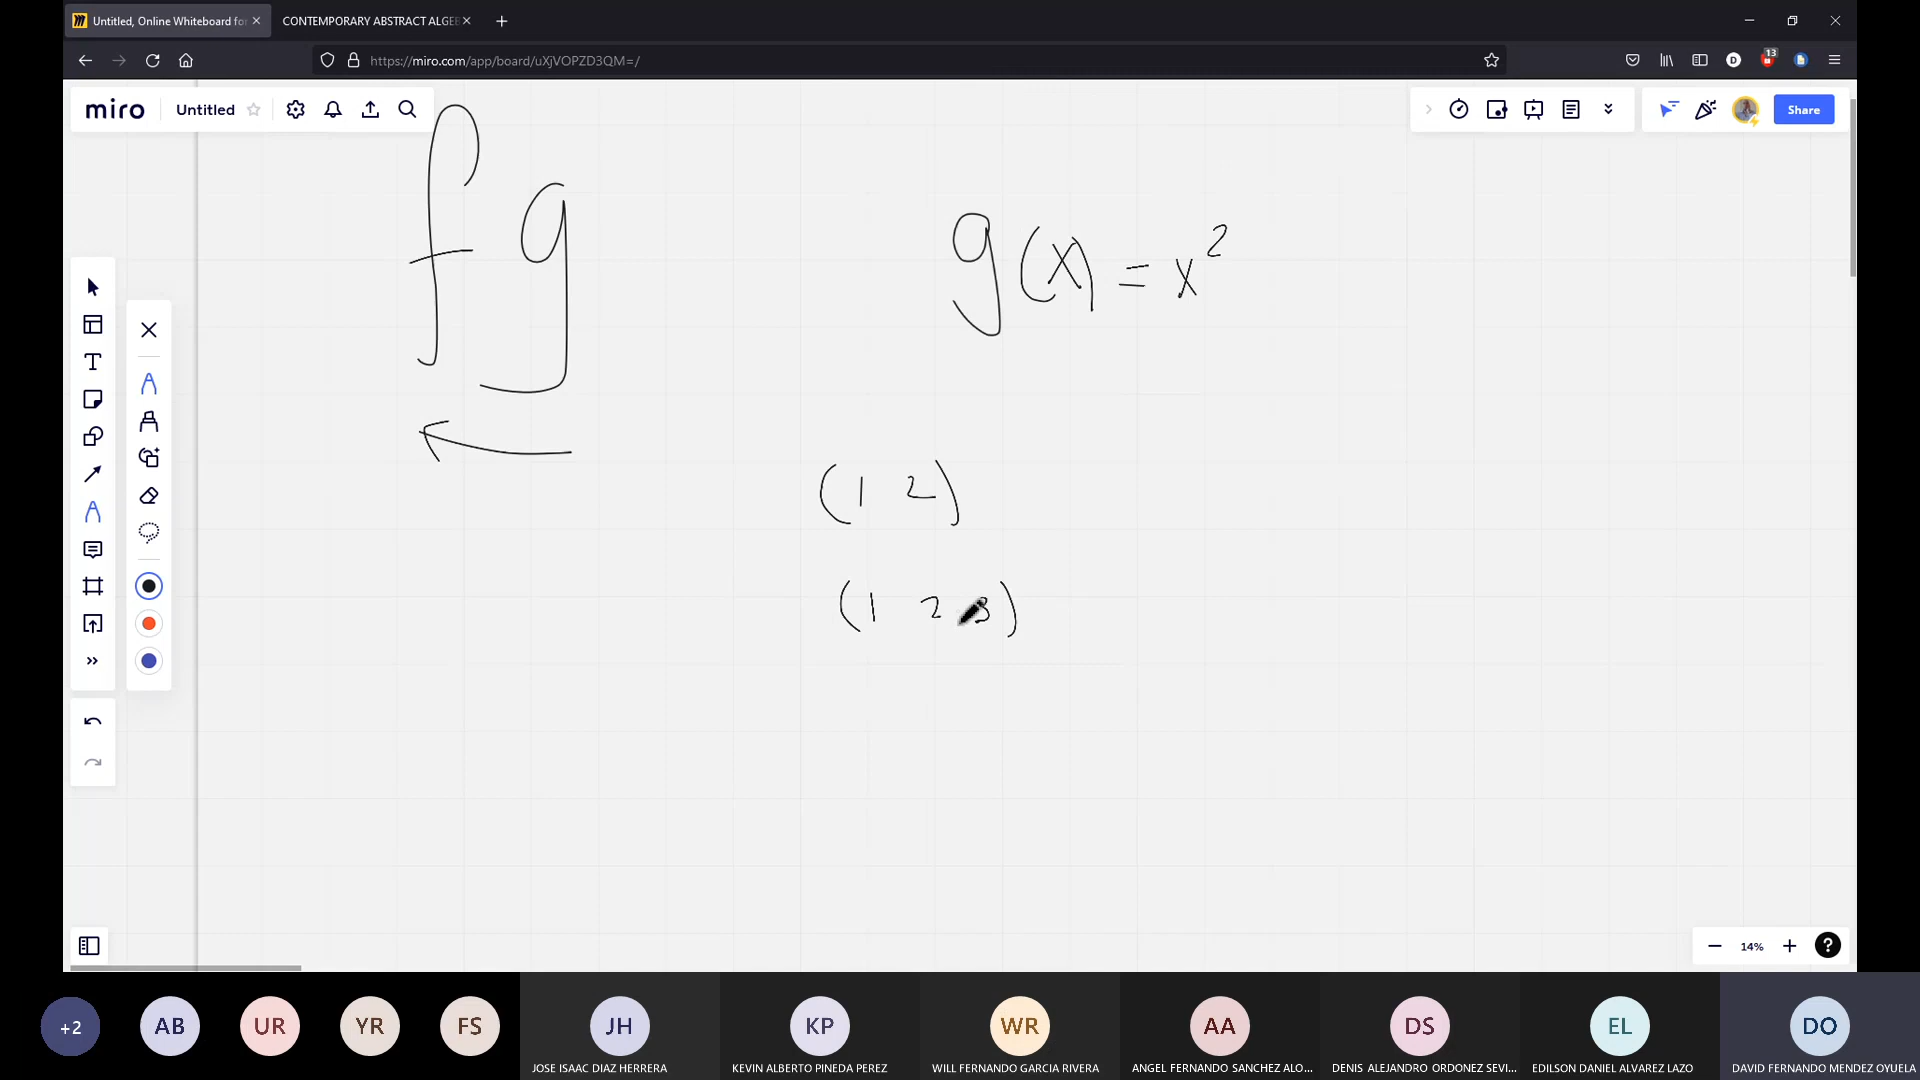 Untitled, Online Whiteboard for
CONTEMPORARY ABSTRACT ALGEB
https://miro.com/app/board/uXjVOPZD3QM=/
13
miro Untitled
Share
f g
g(x) = x²
(1 2)
(1 2 3)
14%
?
+2
AB
UR
YR
FS
JH
JOSE ISAAC DIAZ HERRERA
KP
KEVIN ALBERTO PINEDA PEREZ
WR
WILL FERNANDO GARCIA RIVERA
AA
ANGEL FERNANDO SANCHEZ ALO...
DS
DENIS ALEJANDRO ORDONEZ SEVI...
EL
EDILSON DANIEL ALVAREZ LAZO
DO
DAVID FERNANDO MENDEZ OYUELA